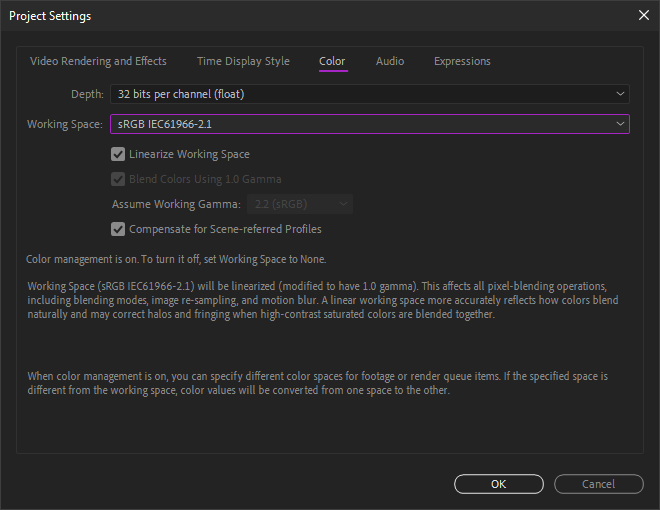 Project Settings
Video Rendering and Effects Time Display Style Color Audio Expressions
Depth: 32 bits per channel (float)
Working Space: sRGB IEC61966-2.1
Linearize Working Space
Blend Colors Using 1.0 Gamma
Assume Working Gamma: 2.2 (sRGB)
Compensate for Scene-referred Profiles
Color management is on. To turn it off, set Working Space to None.
Working Space (sRGB IEC61966-2.1) will be linearized (modified to have 1.0 gamma). This affects all pixel-blending operations,
including blending modes, image re-sampling, and motion blur. A linear working space more accurately reflects how colors blend
naturally and may correct halos and fringing when high-contrast saturated colors are blended together.
When color management is on, you can specify different color spaces for footage or render queue items. If the specified space is
different from the working space, color values will be converted from one space to the other.
OK Cancel